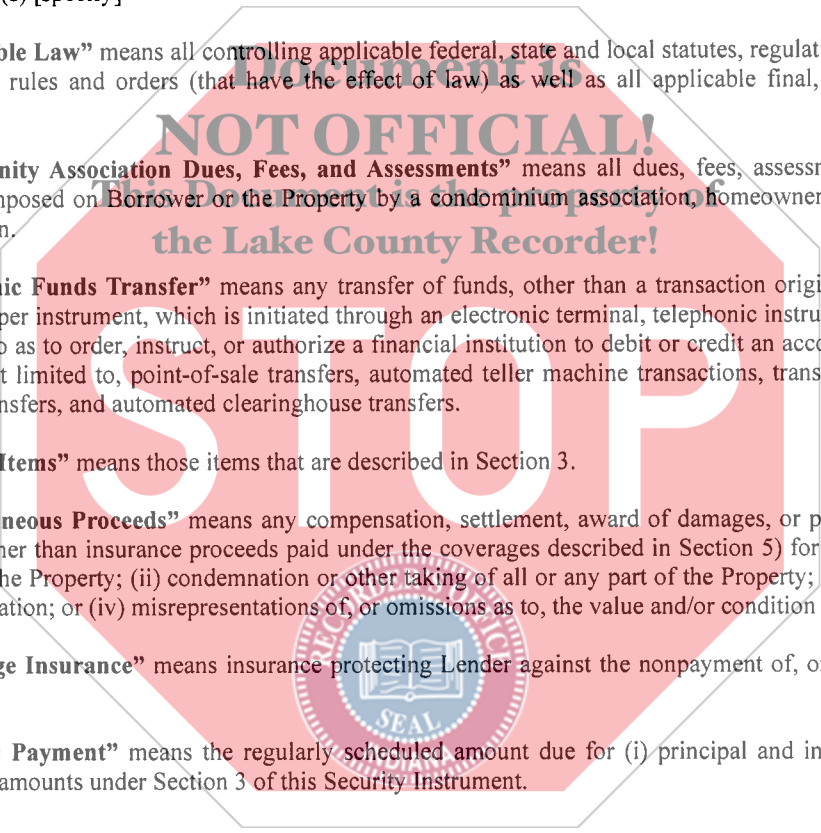 ble Law” means all controlling applicable federal, state and local statutes, regulati
rules and orders (that have the effect of law) as well as all applicable final,
Document is
NOT OFFICIAL!
nity Association Dues, Fees, and Assessments” means all dues, fees, assessm
This Document is the property of
nposed on Borrower or the Property by a condominium association, homeowner
n.
the Lake County Recorder!
nic Funds Transfer” means any transfer of funds, other than a transaction origi
per instrument, which is initiated through an electronic terminal, telephonic instru
o as to order, instruct, or authorize a financial institution to debit or credit an acco
t limited to, point-of-sale transfers, automated teller machine transactions, trans
nsfers, and automated clearinghouse transfers.
STOP
Items” means those items that are described in Section 3.
neous Proceeds” means any compensation, settlement, award of damages, or p
her than insurance proceeds paid under the coverages described in Section 5) for
he Property; (ii) condemnation or other taking of all or any part of the Property;
ation; or (iv) misrepresentations of, or omissions as to, the value and/or condition
ge Insurance” means insurance protecting Lender against the nonpayment of, o
SEAL
Payment” means the regularly scheduled amount due for (i) principal and in
amounts under Section 3 of this Security Instrument.